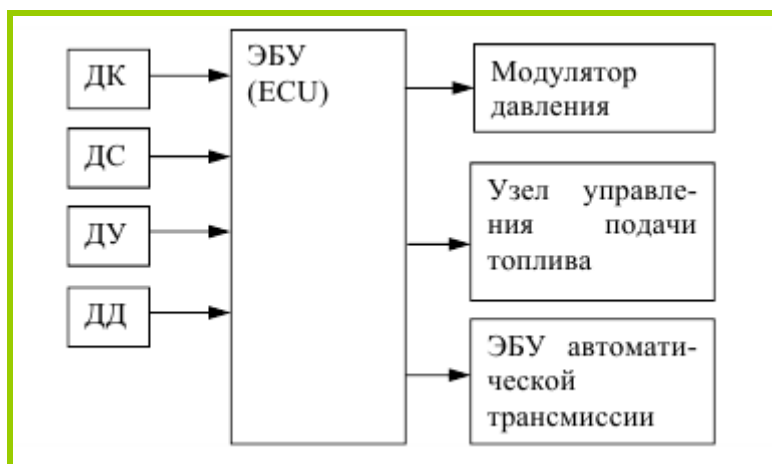 ДК
ДС
ДУ
ДД
ЭБУ
(ECU)
Модулятор
давления
Узел управле-
ния подачи
топлива
ЭБУ автомати-
ческой
трансмиссии